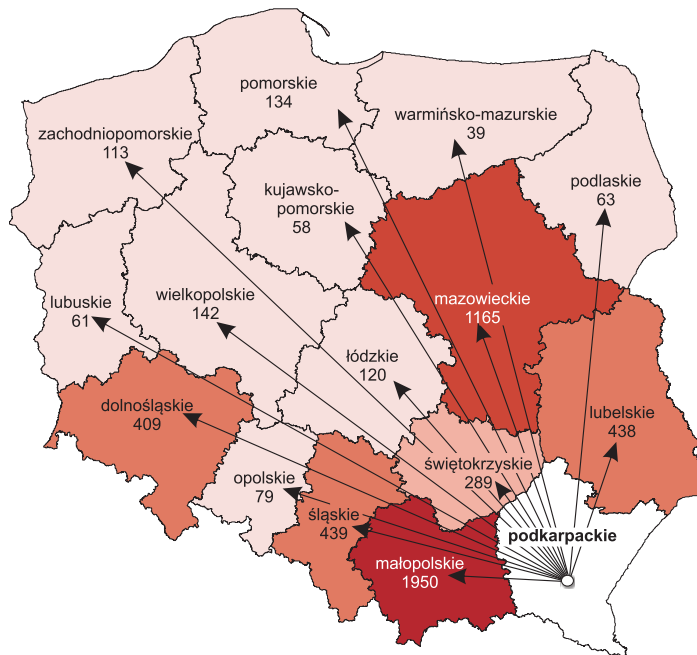 pomorskie
134
warmińsko-mazurskie
39
zachodniopomorskie
113
kujawsko-
pomorskie
58
podlaskie
63
lubuskie
61
wielkopolskie
142
mazowieckie
1165
łódzkie
120
dolnośląskie
409
lubelskie
438
opolskie
79
świętokrzyskie
289
śląskie
439
podkarpackie
małopolskie
1950